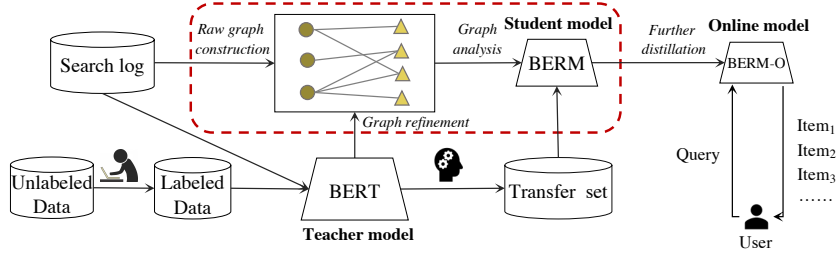 Raw graph
construction
Graph
analysis
Student model
Further
distillation
Online model
Search log
BERM
BERM-O
Graph refinement
Item1
Item2
Item3
……
Query
Unlabeled
Data
Labeled
Data
BERT
Transfer set
Teacher model
User